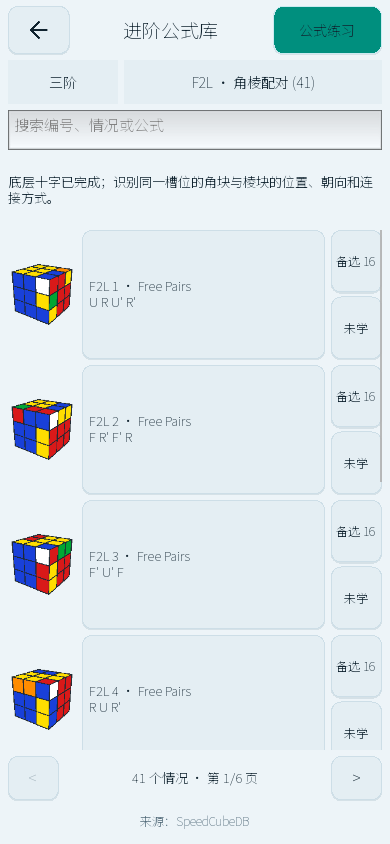 进阶公式库
公式练习
三阶
F2L · 角棱配对 (41)
搜索编号、情况或公式
底层十字已完成；识别同一槽位的角块与棱块的位置、朝向和连
接方式。
F2L 1 · Free Pairs
U R U' R'
备选 16
未学
F2L 2 · Free Pairs
F R' F' R
备选 16
未学
F2L 3 · Free Pairs
F' U' F
备选 16
未学
F2L 4 · Free Pairs
R U R'
备选 16
未学
<
41 个情况 · 第 1/6 页
>
来源：SpeedCubeDB